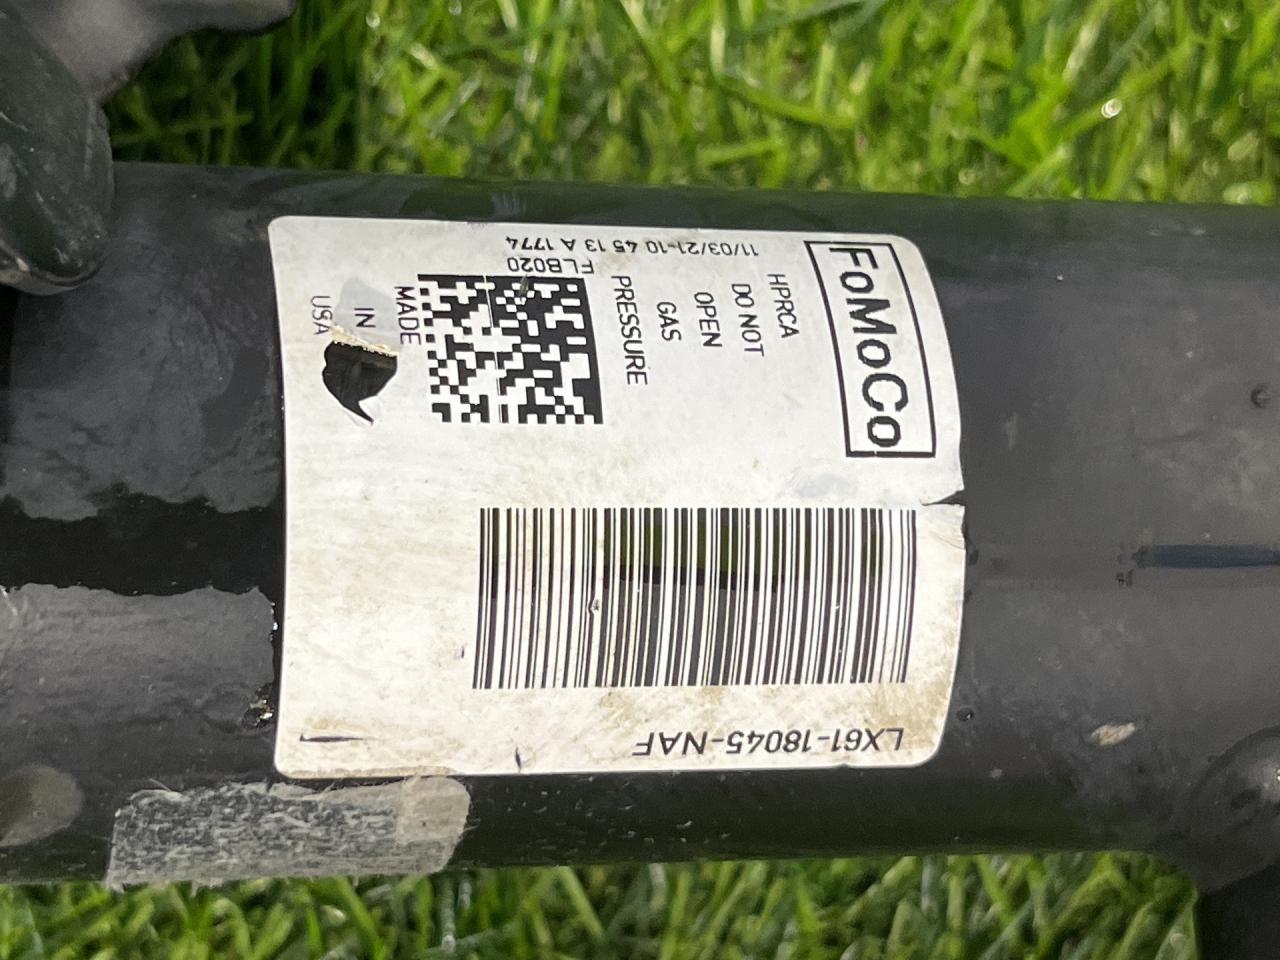 FoMoCo
HPRCA
DO NOT
OPEN
GAS
PRESSURE
MADE
IN
USA
11/03/21-10 45 13 A 1774
FLB020
LX61-18045-NAF